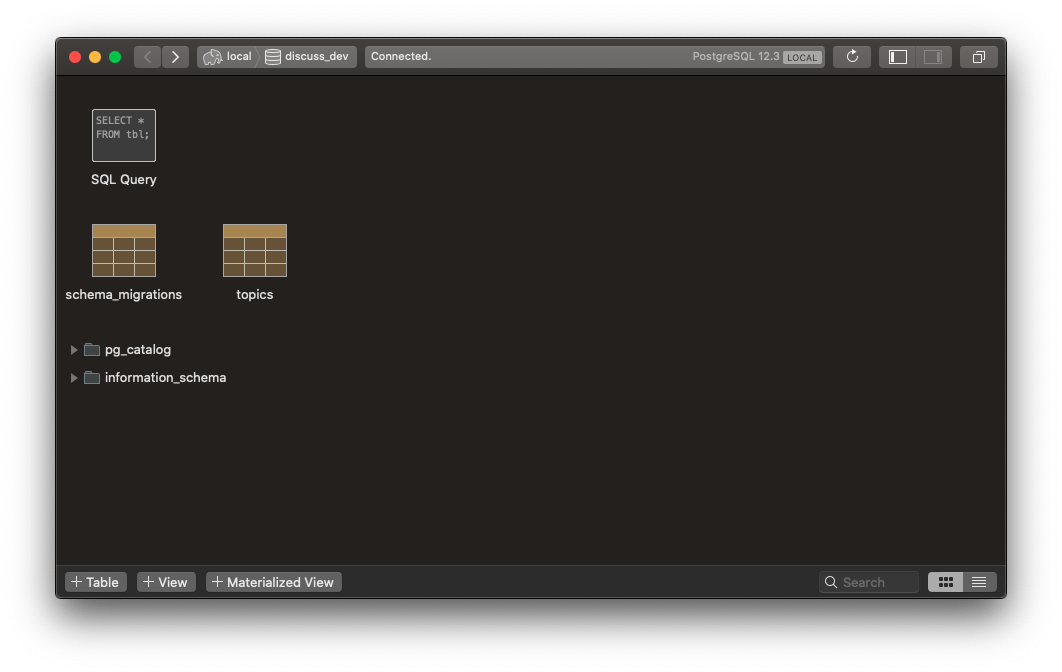 local discuss_dev Connected. PostgreSQL 12.3 LOCAL
SELECT *
FROM tbl;
SQL Query
schema_migrations topics
pg_catalog
information_schema
+ Table + View + Materialized View Search